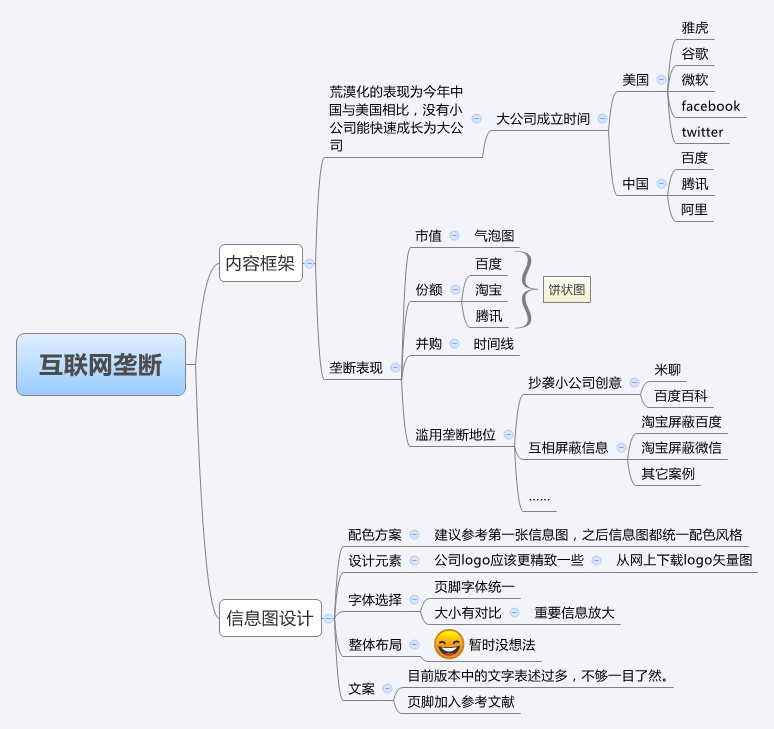 互联网垄断
内容框架
荒漠化的表现为今年中
国与美国相比，没有小
公司能快速成长为大公
司
大公司成立时间
美国
雅虎
谷歌
微软
facebook
twitter
中国
百度
腾讯
阿里
垄断表现
市值
气泡图
份额
百度
淘宝
腾讯
饼状图
并购
时间线
滥用垄断地位
抄袭小公司创意
米聊
百度百科
互相屏蔽信息
淘宝屏蔽百度
淘宝屏蔽微信
其它案例
......
信息图设计
配色方案
建议参考第一张信息图，之后信息图都统一配色风格
设计元素
公司logo应该更精致一些
从网上下载logo矢量图
字体选择
页脚字体统一
大小有对比
重要信息放大
整体布局
暂时没想法
文案
目前版本中的文字表述过多，不够一目了然。
页脚加入参考文献